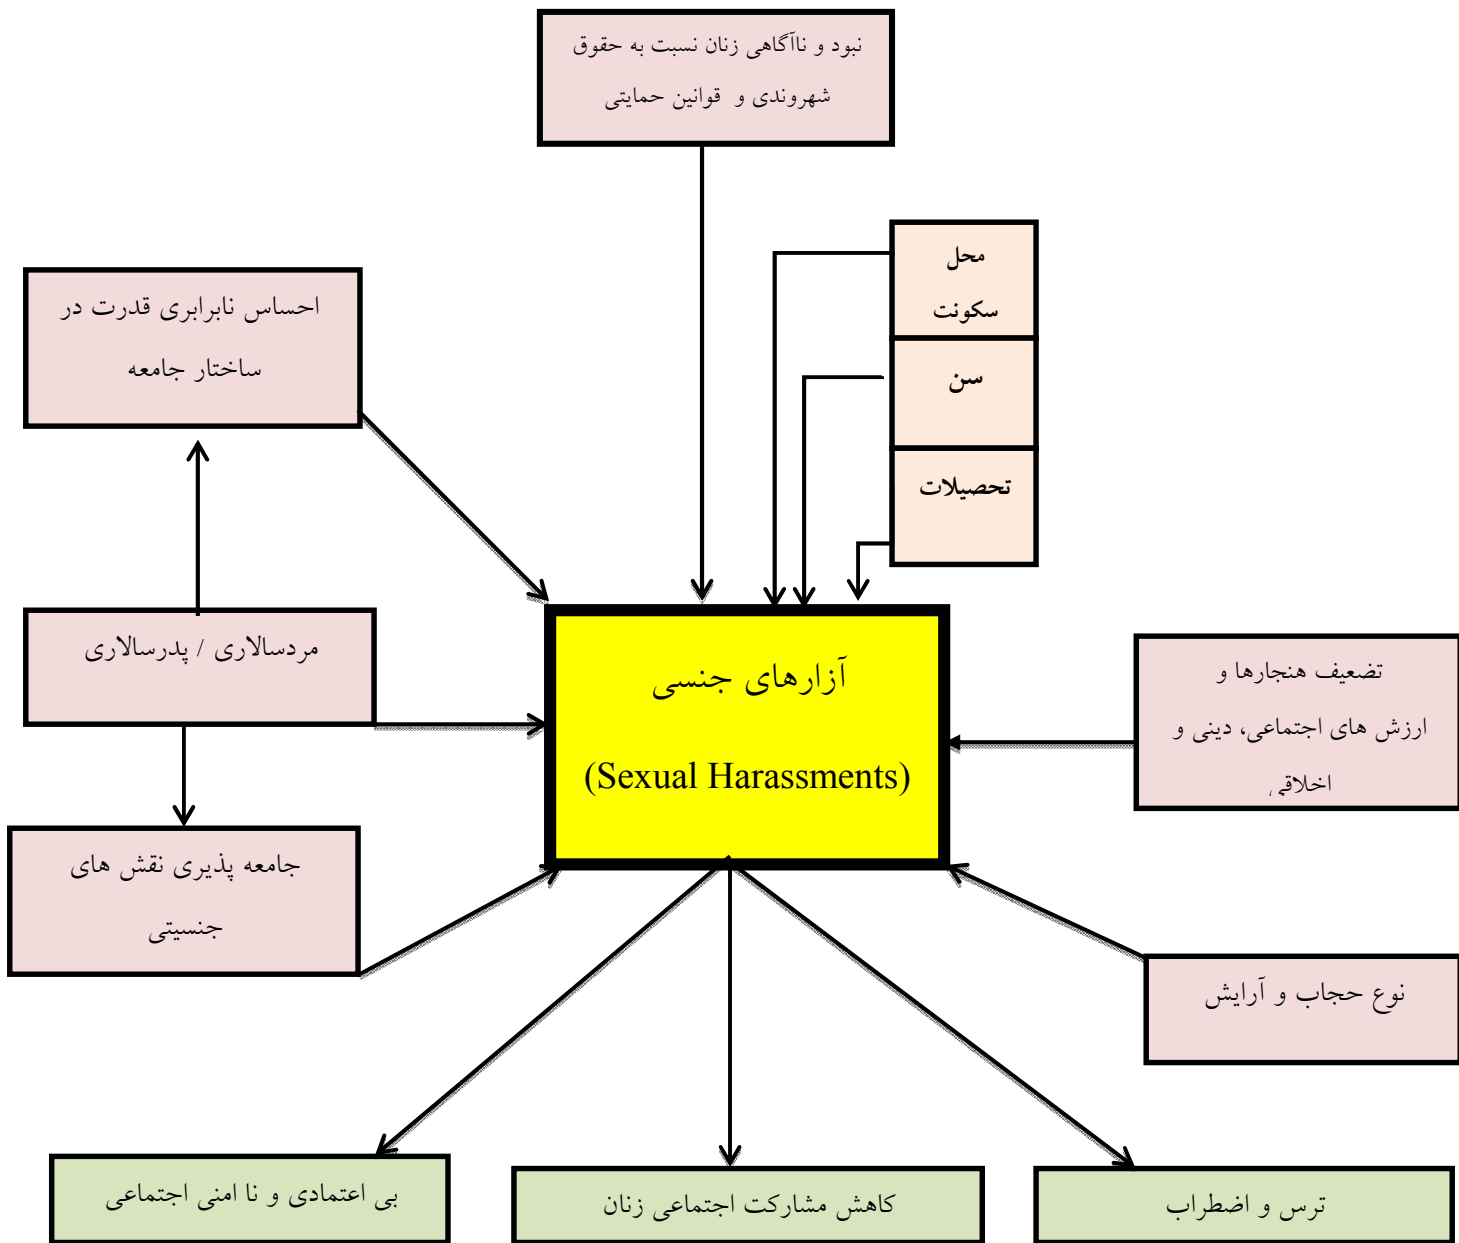 نبود و ناآگاهی زنان نسبت به حقوق
شهروندی و قوانین حمایتی
محل
سکونت
سن
تحصیلات
احساس نابرابری قدرت در
ساختار جامعه
مردسالاری / پدرسالاری
جامعه پذیری نقش های
جنسیتی
آزارهای جنسی
(Sexual Harassments)
تضعیف هنجارها و
ارزش های اجتماعی، دینی و
اخلاقی
نوع حجاب و آرایش
ترس و اضطراب
کاهش مشارکت اجتماعی زنان
بی اعتمادی و نا امنی اجتماعی